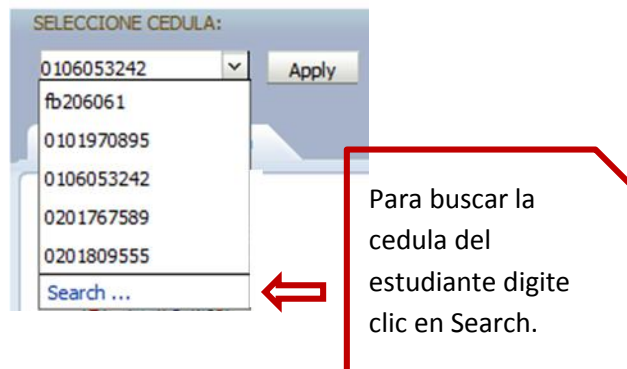 SELECCIONE CEDULA:
0106053242
Apply
fb206061
0101970895
0106053242
0201767589
0201809555
Search ...
Para buscar la
cedula del
estudiante digite
clic en Search.